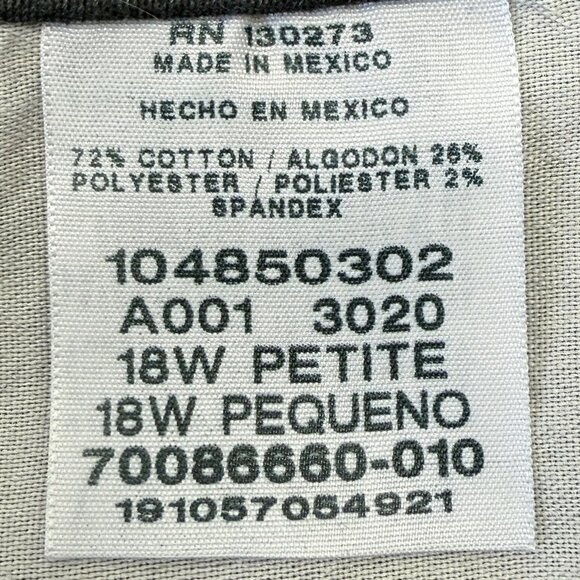 RN 130273
MADE IN MEXICO
HECHO EN MEXICO
72% COTTON / ALGODON 26%
POLYESTER / POLIESTER 2%
SPANDEX
104850302
A001 3020
18W PETITE
18W PEQUENO
70086660-010
191057054921